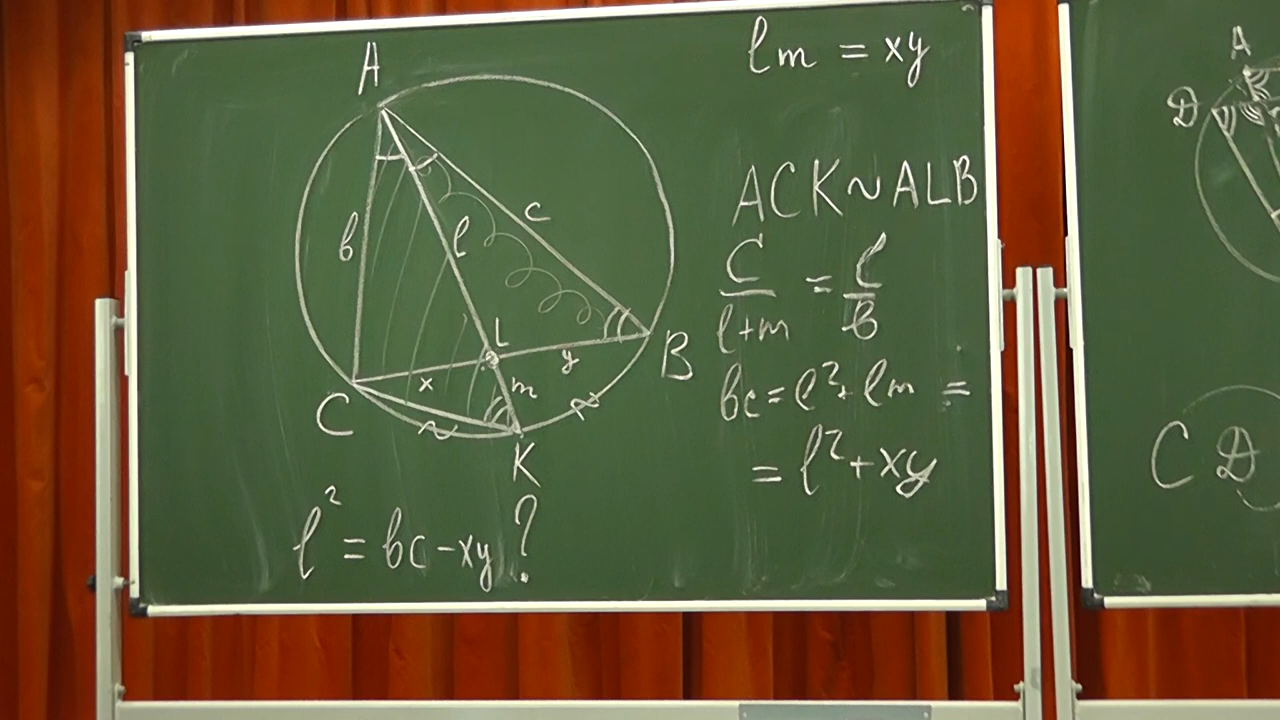 A
lm = xy
b
l
c
ACK ~ ALB
C/l+m = l/b
L
x
y
m
B
C
K
bc = l² + lm =
= l² + xy
l² = bc - xy ?
A
D
C D